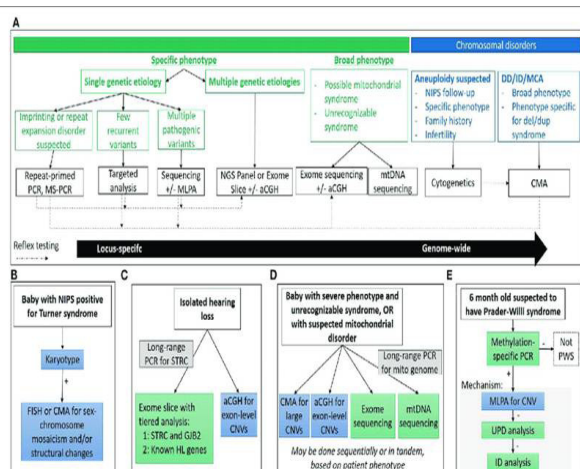 A
Chromosomal disorders
Specific phenotype
Broad phenotype
Single genetic etiology
Multiple genetic etiologies
- Possible mitochondrial
syndrome
- Unrecognizable
syndrome
Aneuploidy suspected
- NIPS follow-up
- Specific phenotype
- Family history
- Infertility
DD/ID/MCA
- Broad phenotype
- Phenotype specific
for del/dup
syndrome
Imprinting or repeat
expansion disorder
suspected
Few
recurrent
variants
Multiple
pathogenic
variants
Repeat-primed
PCR, MS-PCR
Targeted
analysis
Sequencing
+/- MLPA
NGS Panel or Exome
Slice +/- aCGH
Exome sequencing
+/- aCGH
mtDNA
sequencing
Cytogenetics
CMA
Reflex testing
Locus-specifc
Genome-wide
B
Baby with NIPS positive
for Turner syndrome
Karyotype
+
FISH or CMA for sex-
chromosome
mosaicism and/or
structural changes
C
Isolated hearing
loss
Long-range
PCR for STRC
Exome slice with
tiered analysis:
1: STRC and GJB2
2: Known HL genes
aCGH for
exon-level
CNVs
D
Baby with severe phenotype and
unrecognizable syndrome, OR
with suspected mitochondrial
disorder
Long-range PCR
for mito genome
CMA for
large
CNVs
aCGH for
exon-level
CNVs
Exome
sequencing
mtDNA
sequencing
May be done sequentially or in tandem,
based on patient phenotype
E
6 month old suspected to
have Prader-Willi syndrome
Methylation-
specific PCR
-
Not
PWS
+
Mechanism:
MLPA for CNV
-
UPD analysis
-
ID analysis